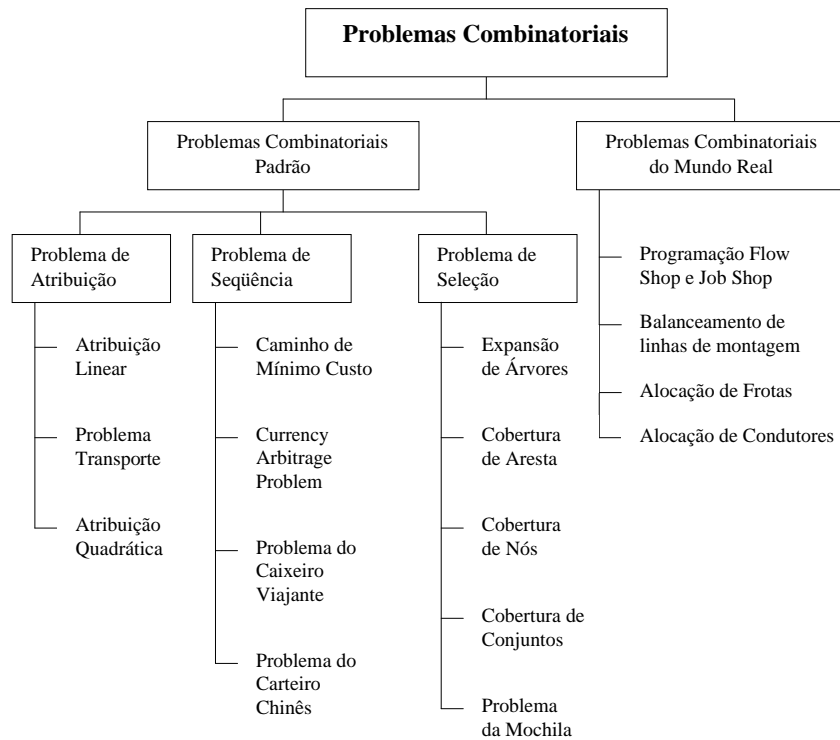 Problemas Combinatoriais
Problemas Combinatoriais
Padrão
Problemas Combinatoriais
do Mundo Real
Problema de
Atribuição
Problema de
Seqüência
Problema de
Seleção
Atribuição
Linear
Problema
Transporte
Atribuição
Quadrática
Caminho de
Mínimo Custo
Currency
Arbitrage
Problem
Problema do
Caixeiro
Viajante
Problema do
Carteiro
Chinês
Expansão
de Árvores
Cobertura
de Aresta
Cobertura
de Nós
Cobertura de
Conjuntos
Problema
da Mochila
Programação Flow
Shop e Job Shop
Balanceamento de
linhas de montagem
Alocação de Frotas
Alocação de Condutores